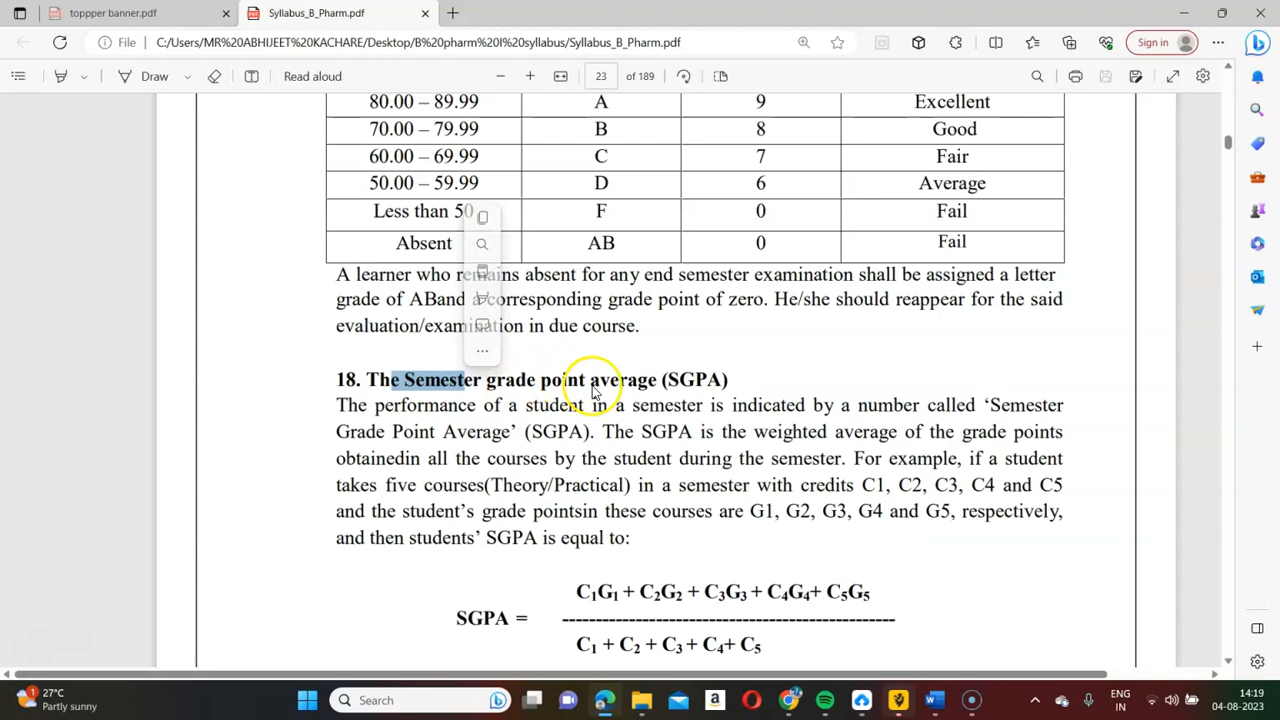 toppper banner.pdf
Syllabus_B_Pharm.pdf
File
C:/Users/MR%20ABHIJEET%20KACHARE/Desktop/B%20pharm%20I%20syllabus/Syllabus_B_Pharm.pdf
Sign in
Draw
Read aloud
23 of 189
80.00 – 89.99 A 9 Excellent
70.00 – 79.99 B 8 Good
60.00 – 69.99 C 7 Fair
50.00 – 59.99 D 6 Average
Less than 50 F 0 Fail
Absent AB 0 Fail
A learner who remains absent for any end semester examination shall be assigned a letter
grade of ABand a corresponding grade point of zero. He/she should reappear for the said
evaluation/examination in due course.
18. The Semester grade point average (SGPA)
The performance of a student in a semester is indicated by a number called ‘Semester
Grade Point Average’ (SGPA). The SGPA is the weighted average of the grade points
obtainedin all the courses by the student during the semester. For example, if a student
takes five courses(Theory/Practical) in a semester with credits C1, C2, C3, C4 and C5
and the student’s grade pointsin these courses are G1, G2, G3, G4 and G5, respectively,
and then students’ SGPA is equal to:
C₁G₁ + C₂G₂ + C₃G₃ + C₄G₄+ C₅G₅
SGPA = --------------------------------------------------
C₁ + C₂ + C₃ + C₄+ C₅
27°C
Partly sunny
Search
ENG
IN
14:19
04-08-2023